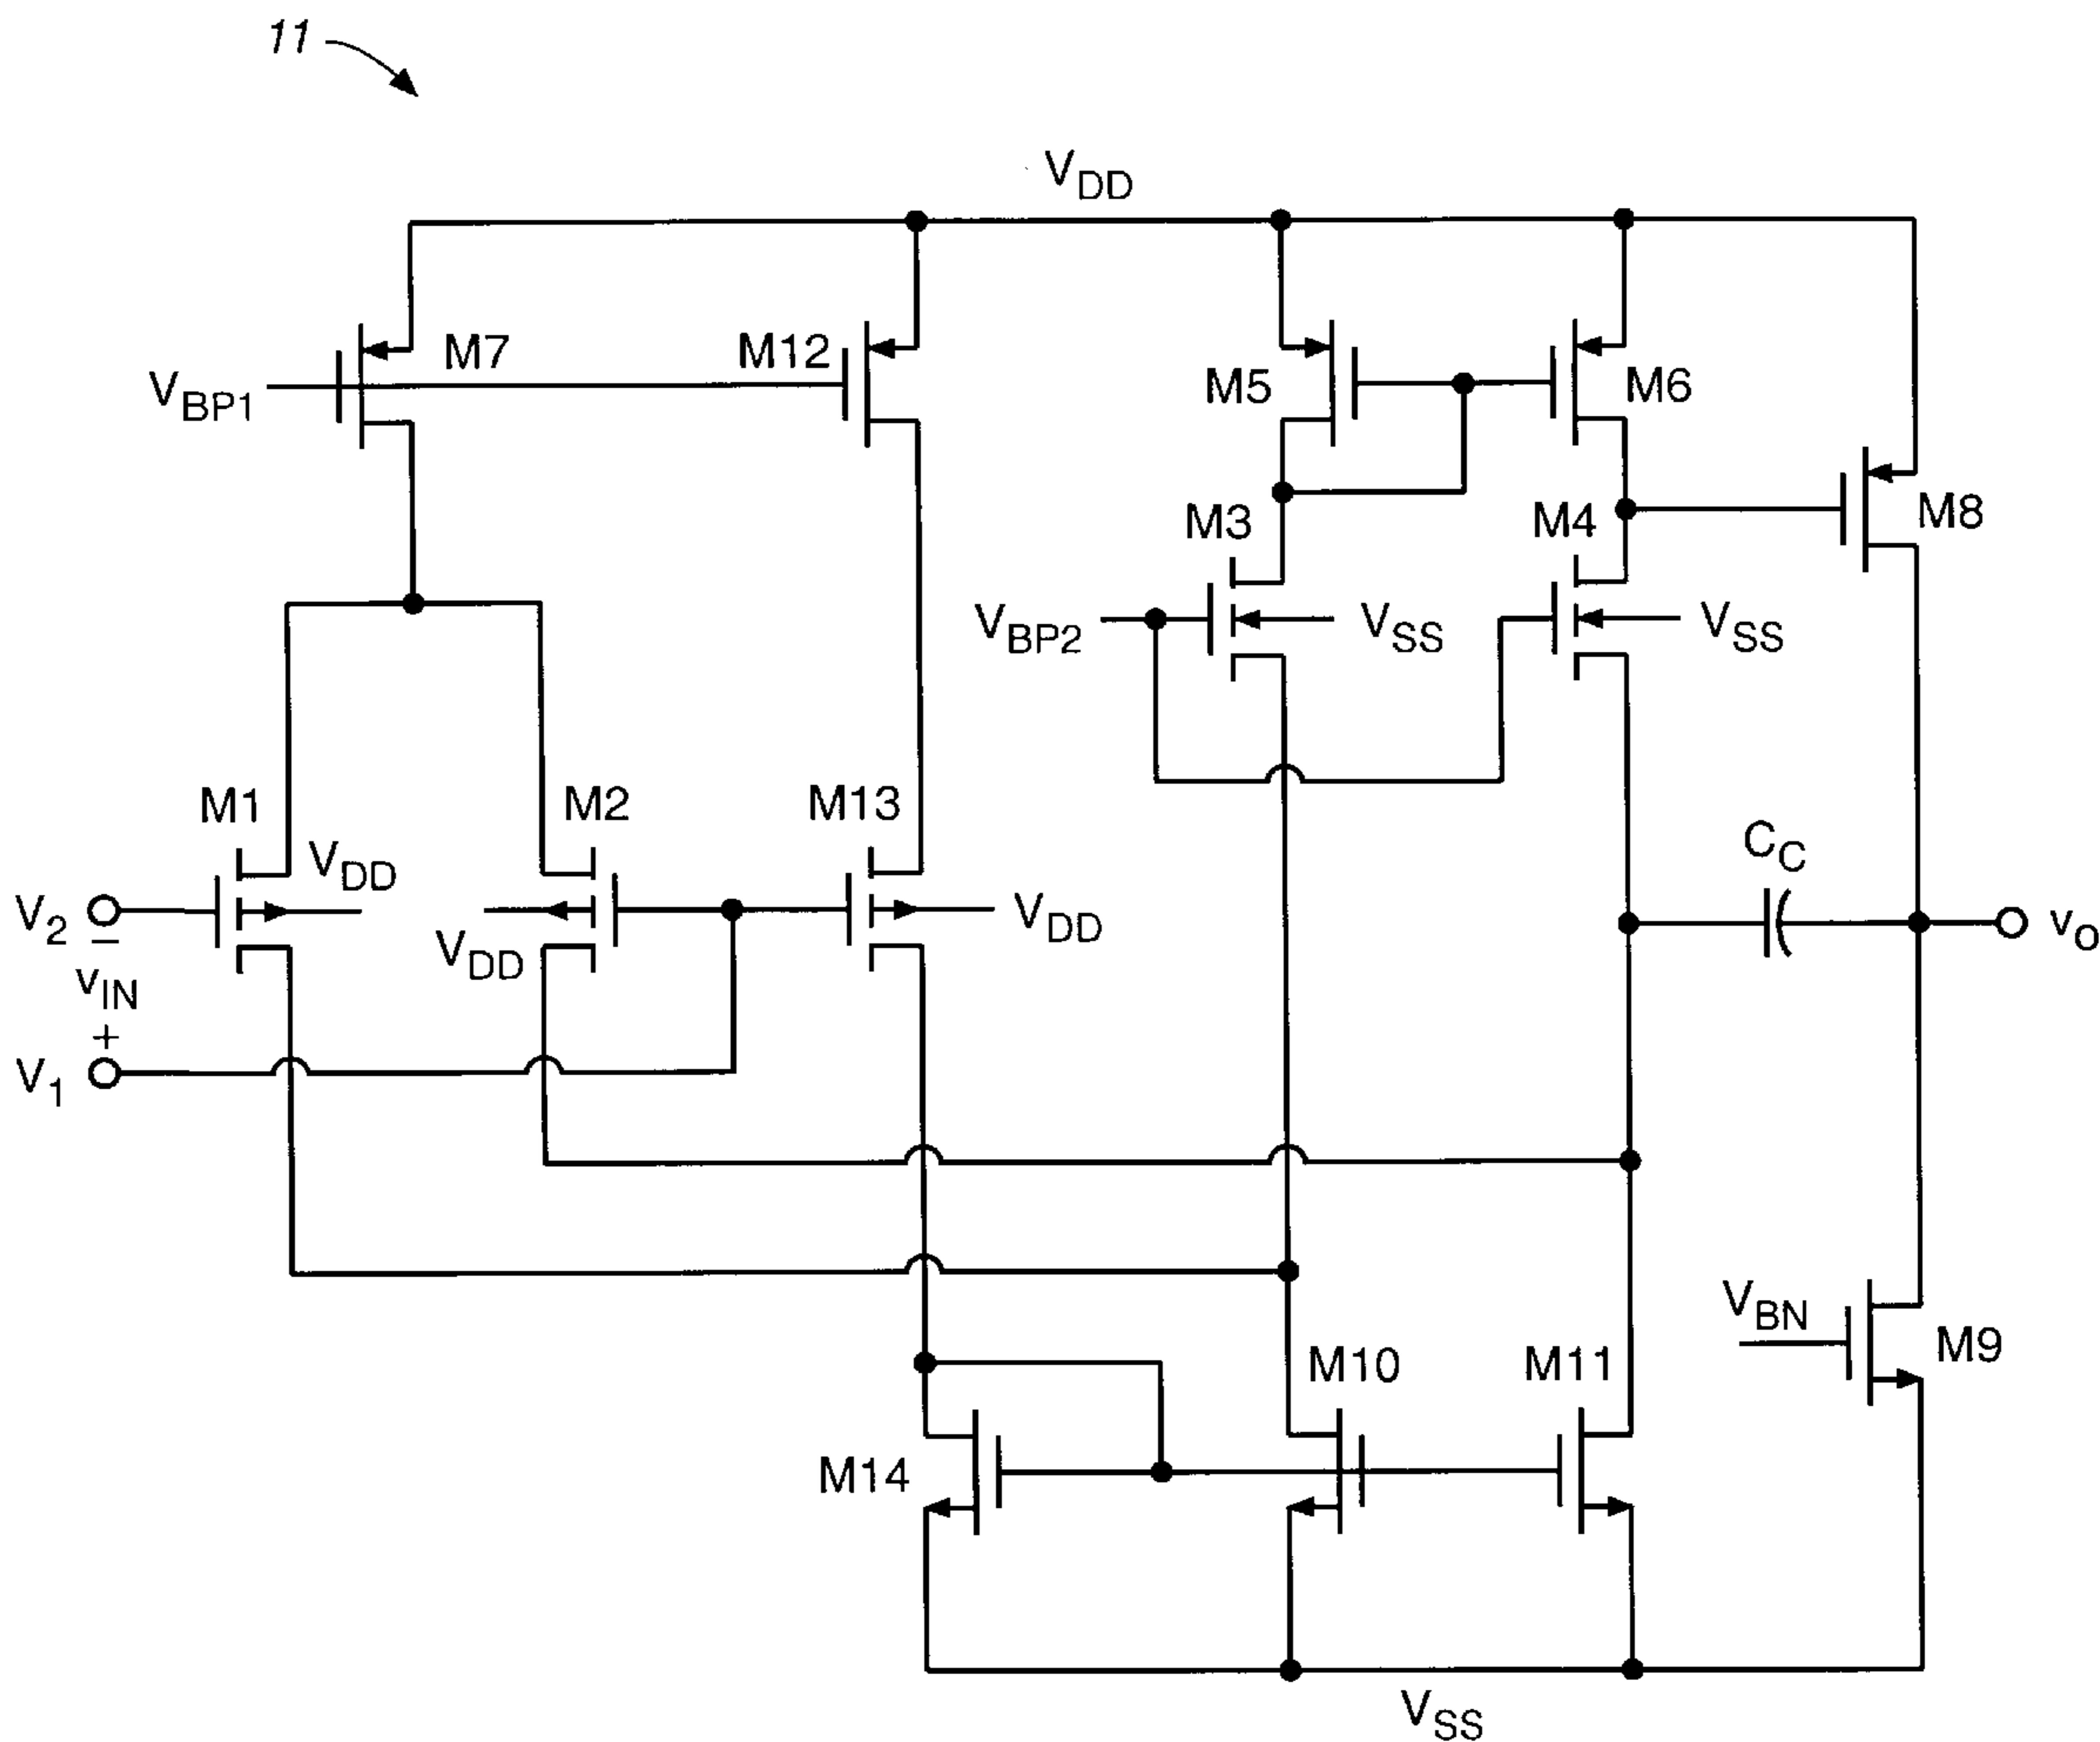 11
VDD
M7
M12
VBP1
M5
M6
M8
M3
M4
VBP2
VSS
VSS
M1
M2
M13
VDD
CC
V2
−
VDD
VDD
vO
vIN
+
V1
VBN
M9
M10
M11
M14
VSS